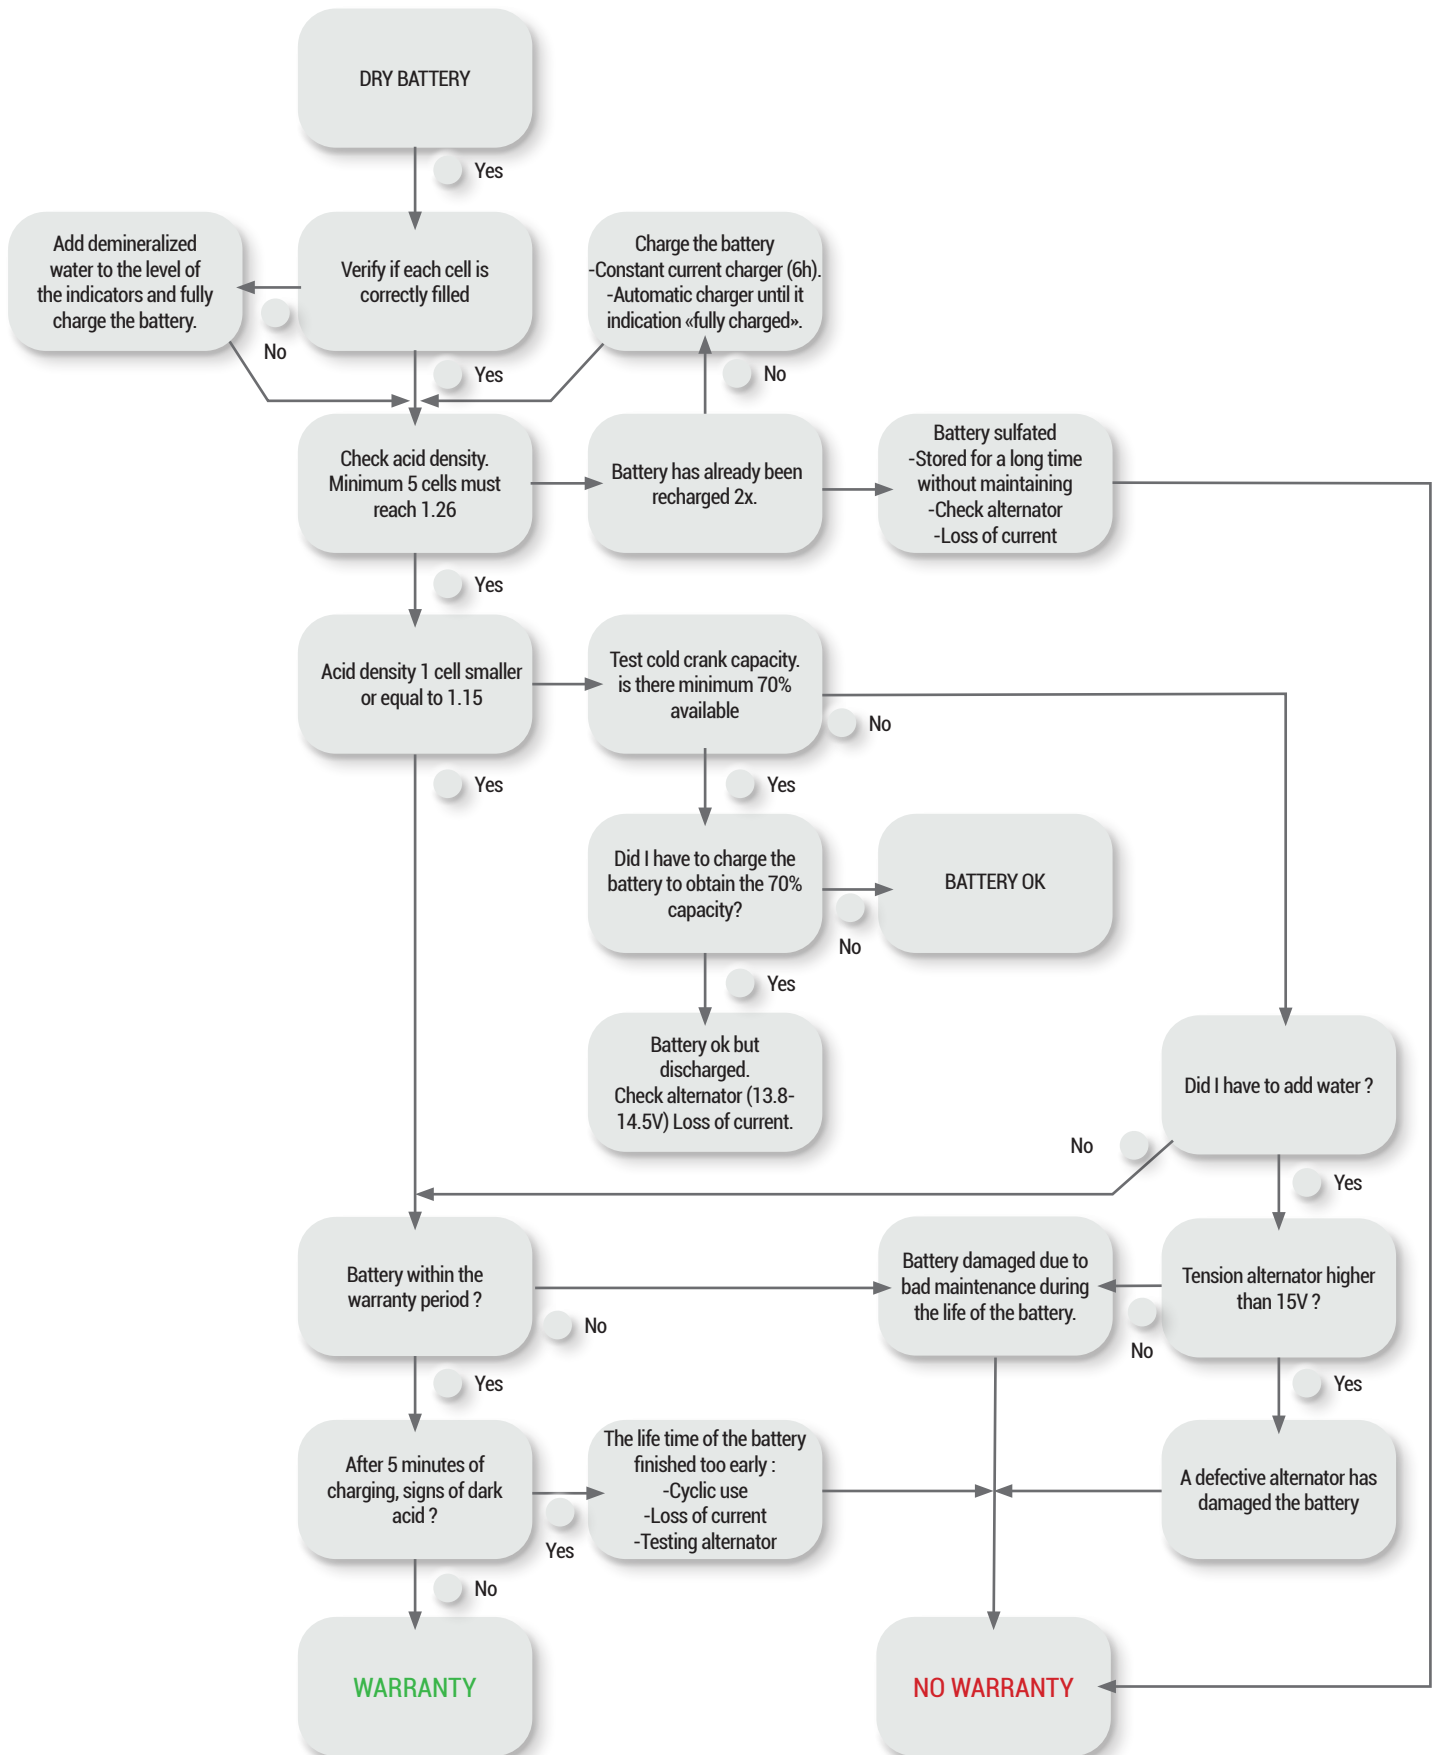 DRY BATTERY
Yes
Add demineralized
water to the level of
the indicators and fully
charge the battery.
No
Verify if each cell is
correctly filled
Yes
Charge the battery
-Constant current charger (6h).
-Automatic charger until it
indication «fully charged».
No
Check acid density.
Minimum 5 cells must
reach 1.26
Yes
Battery has already been
recharged 2x.
Battery sulfated
-Stored for a long time
without maintaining
-Check alternator
-Loss of current
Acid density 1 cell smaller
or equal to 1.15
Yes
Test cold crank capacity.
is there minimum 70%
available
No
Yes
Did I have to charge the
battery to obtain the 70%
capacity?
No
BATTERY OK
Yes
Battery ok but
discharged.
Check alternator (13.8-
14.5V) Loss of current.
Did I have to add water ?
No
Yes
Battery within the
warranty period ?
No
Yes
Battery damaged due to
bad maintenance during
the life of the battery.
Tension alternator higher
than 15V ?
No
Yes
After 5 minutes of
charging, signs of dark
acid ?
Yes
No
The life time of the battery
finished too early :
-Cyclic use
-Loss of current
-Testing alternator
A defective alternator has
damaged the battery
WARRANTY
NO WARRANTY